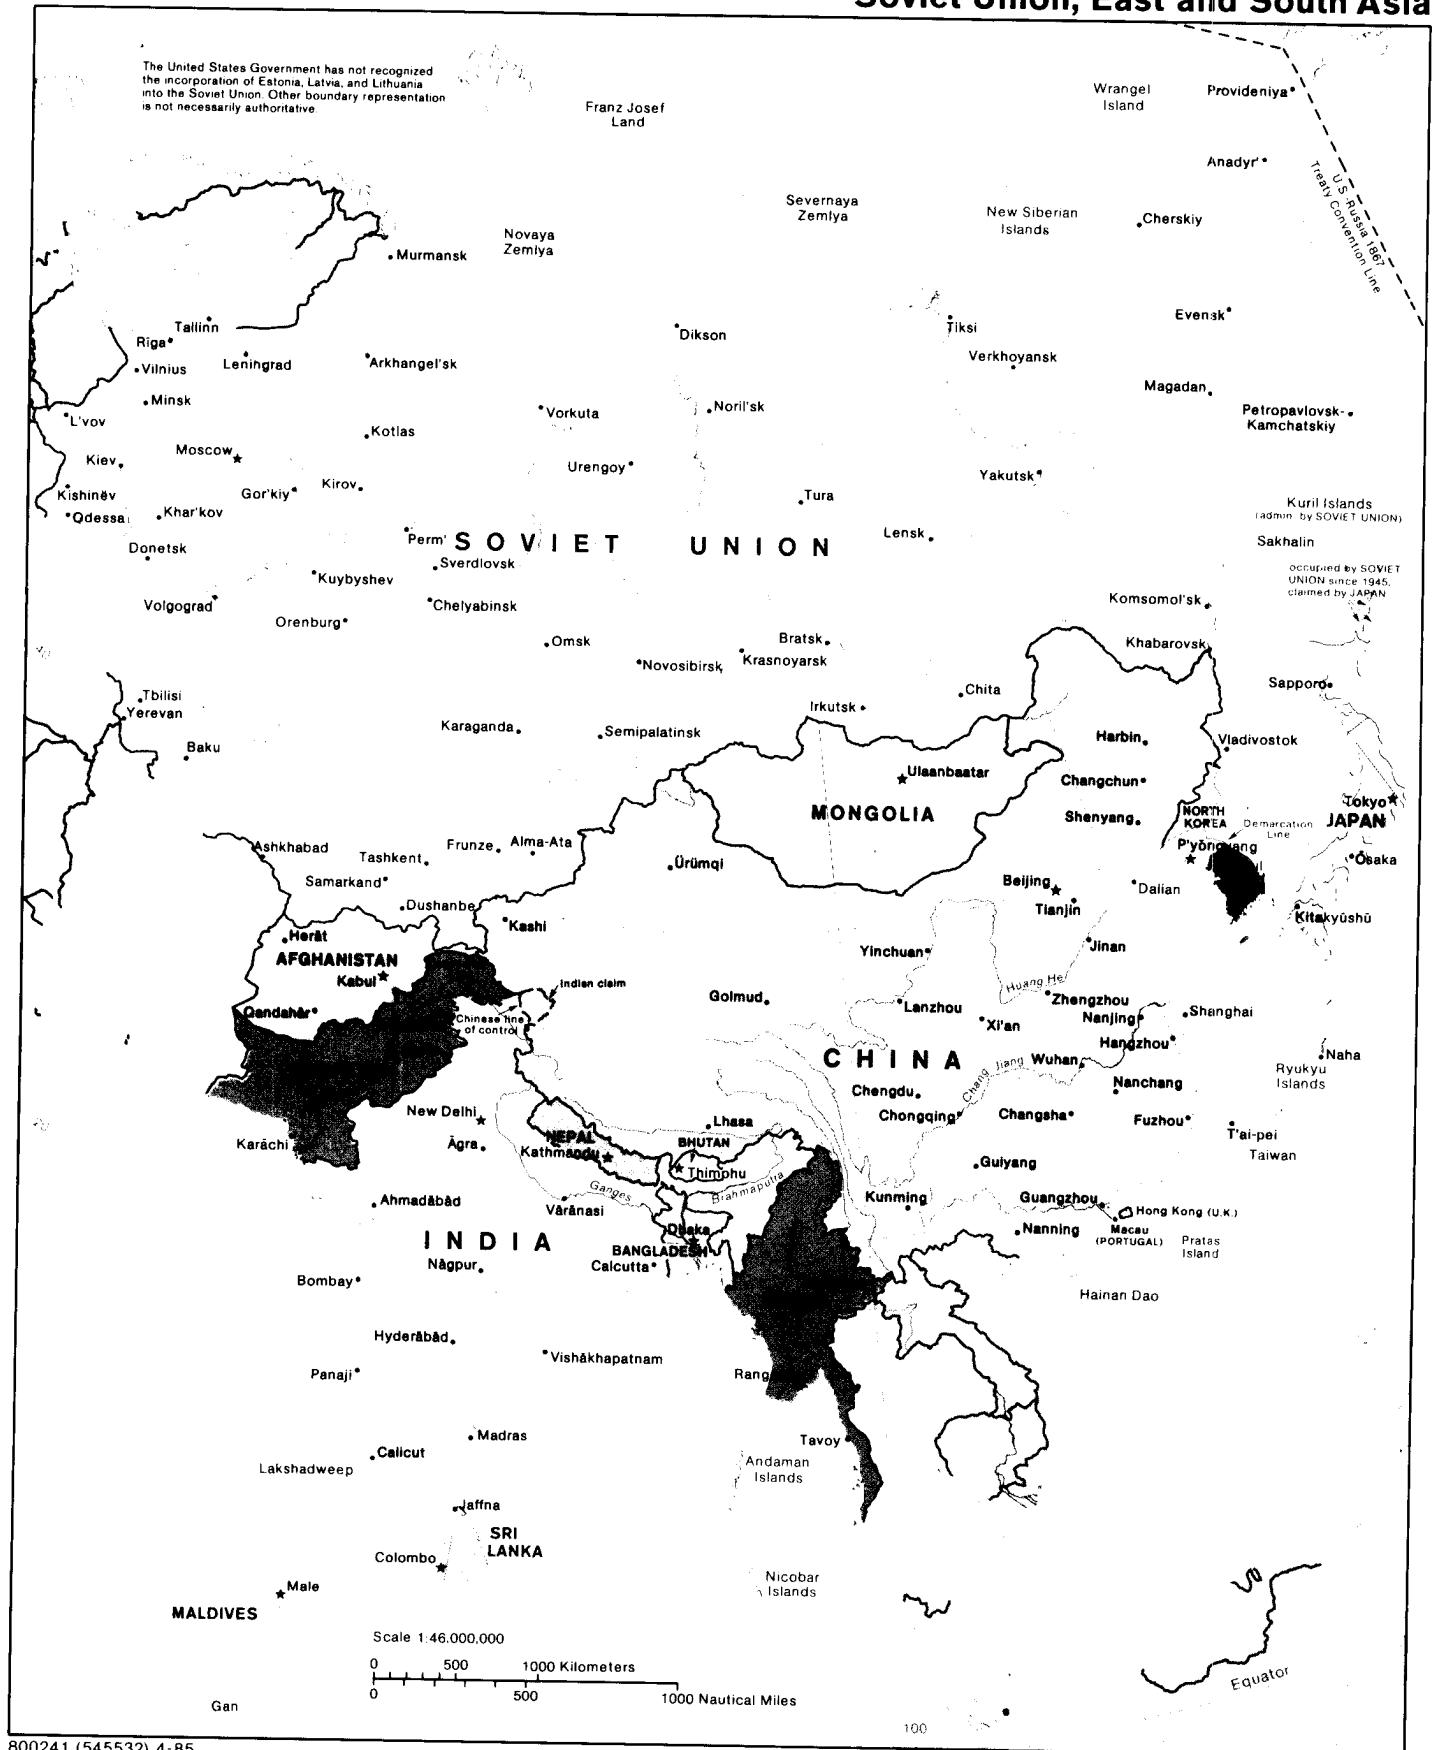 Soviet Union, East and South Asia
The United States Government has not recognized
the incorporation of Estonia, Latvia, and Lithuania
into the Soviet Union. Other boundary representation
is not necessarily authoritative.
Franz Josef
Land
Wrangel
Island
Provideniya
Anadyr'
U.S.-Russia 1867
Treaty Convention Line
Severnaya
Zemlya
New Siberian
Islands
Cherskiy
Novaya
Zemlya
Murmansk
Evensk
Tallinn
Riga
Dikson
Tiksi
Vilnius
Leningrad
Arkhangel'sk
Verkhoyansk
Magadan
Minsk
L'vov
Vorkuta
Noril'sk
Petropavlovsk-
Kamchatskiy
Kotlas
Moscow
Kiev
Urengoy
Yakutsk
Kishinëv
Gor'kiy
Kirov
Tura
Kuril Islands
(admin. by SOVIET UNION)
Odessa
Khar'kov
Lensk
Sakhalin
Donetsk
Perm'
SOVIET UNION
Sverdlovsk
occupied by SOVIET
UNION since 1945,
claimed by JAPAN
Kuybyshev
Volgograd
Chelyabinsk
Komsomol'sk
Orenburg
Omsk
Bratsk
Khabarovsk
Novosibirsk
Krasnoyarsk
Sapporo
Tbilisi
Yerevan
Chita
Irkutsk
Karaganda
Semipalatinsk
Harbin
Vladivostok
Baku
Ulaanbaatar
Changchun
MONGOLIA
Shenyang
NORTH
KOREA
Demarcation
Line
Tokyo
JAPAN
Ashkhabad
Tashkent
Frunze
Alma-Ata
P'yŏngyang
Ōsaka
Samarkand
Ürümqi
Beijing
Dalian
Dushanbe
Tianjin
Kitakyūshū
Kashi
Herāt
AFGHANISTAN
Kabul
Yinchuan
Jinan
Indian claim
Huang He
Golmud
Qandahār
Chinese line
of control
Lanzhou
Zhengzhou
Xi'an
Nanjing
Shanghai
Hangzhou
CHINA
Chang Jiang
Wuhan
Naha
Ryukyu
Islands
Chengdu
Nanchang
New Delhi
Chongqing
Changsha
Fuzhou
Lhasa
Karāchi
Āgra
NEPAL
Kathmandu
BHUTAN
Thimphu
T'ai-pei
Taiwan
Guiyang
Ganges
Brahmaputra
Ahmadābād
Vārānasi
Kunming
Guangzhou
Hong Kong (U.K.)
Nanning
Macau
(PORTUGAL)
Pratas
Island
INDIA
Dhaka
BANGLADESH
Nāgpur
Calcutta
Bombay
Hainan Dao
Hyderābād
Vishākhapatnam
Panaji
Rang
Madras
Calicut
Tavoy
Lakshadweep
Andaman
Islands
Jaffna
SRI
LANKA
Colombo
Nicobar
Islands
Male
MALDIVES
Scale 1:46,000,000
0 500 1000 Kilometers
0 500 1000 Nautical Miles
Equator
Gan
100
800241 (545532) 4-85